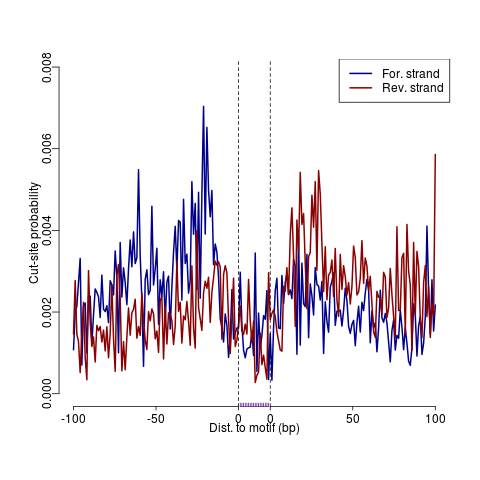 For. strand
Rev. strand
Cut-site probability
0.008
0.006
0.004
0.002
0.000
-100 -50 0 0 50 100
Dist. to motif (bp)